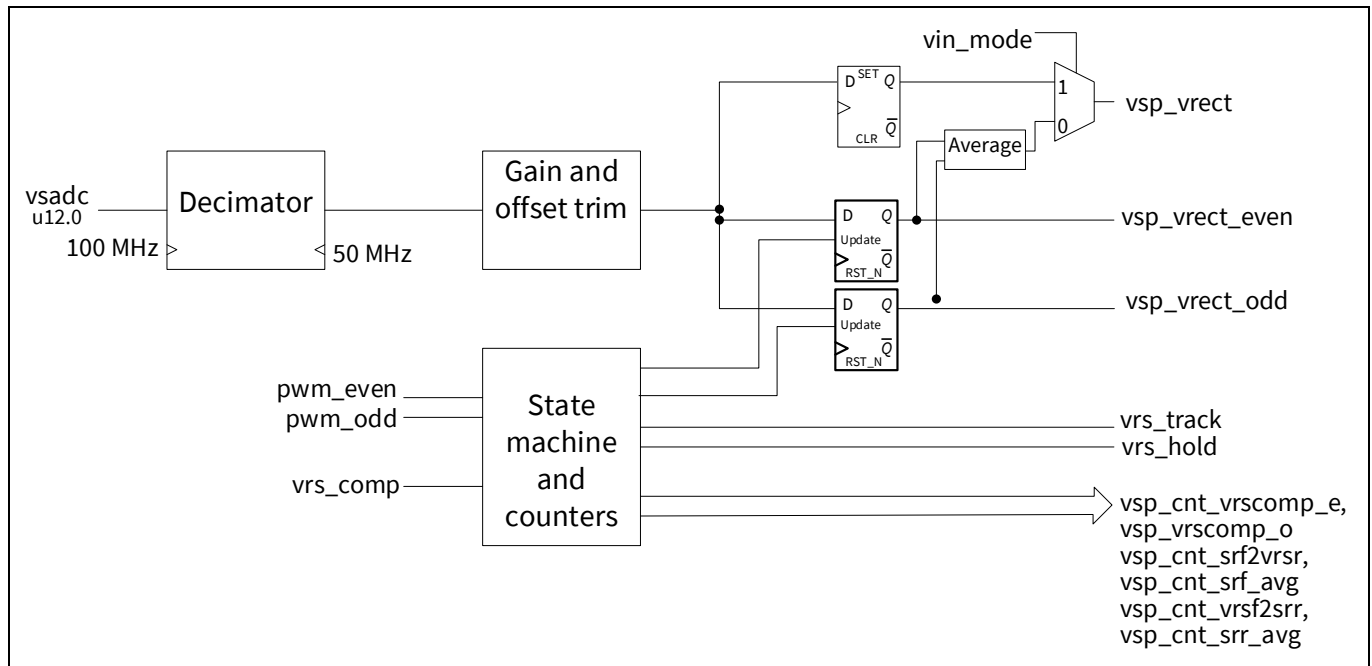 vin_mode
D SET Q
Q
CLR
1
0
vsp_vrect
Average
vsadc
u12.0
100 MHz
Decimator
50 MHz
Gain and
offset trim
D Q
Update
Q
RST_N
vsp_vrect_even
D Q
Update
Q
RST_N
vsp_vrect_odd
pwm_even
pwm_odd
vrs_comp
State
machine
and
counters
vrs_track
vrs_hold
vsp_cnt_vrscomp_e,
vsp_vrscomp_o
vsp_cnt_srf2vrsr,
vsp_cnt_srf_avg
vsp_cnt_vrsf2srr,
vsp_cnt_srr_avg